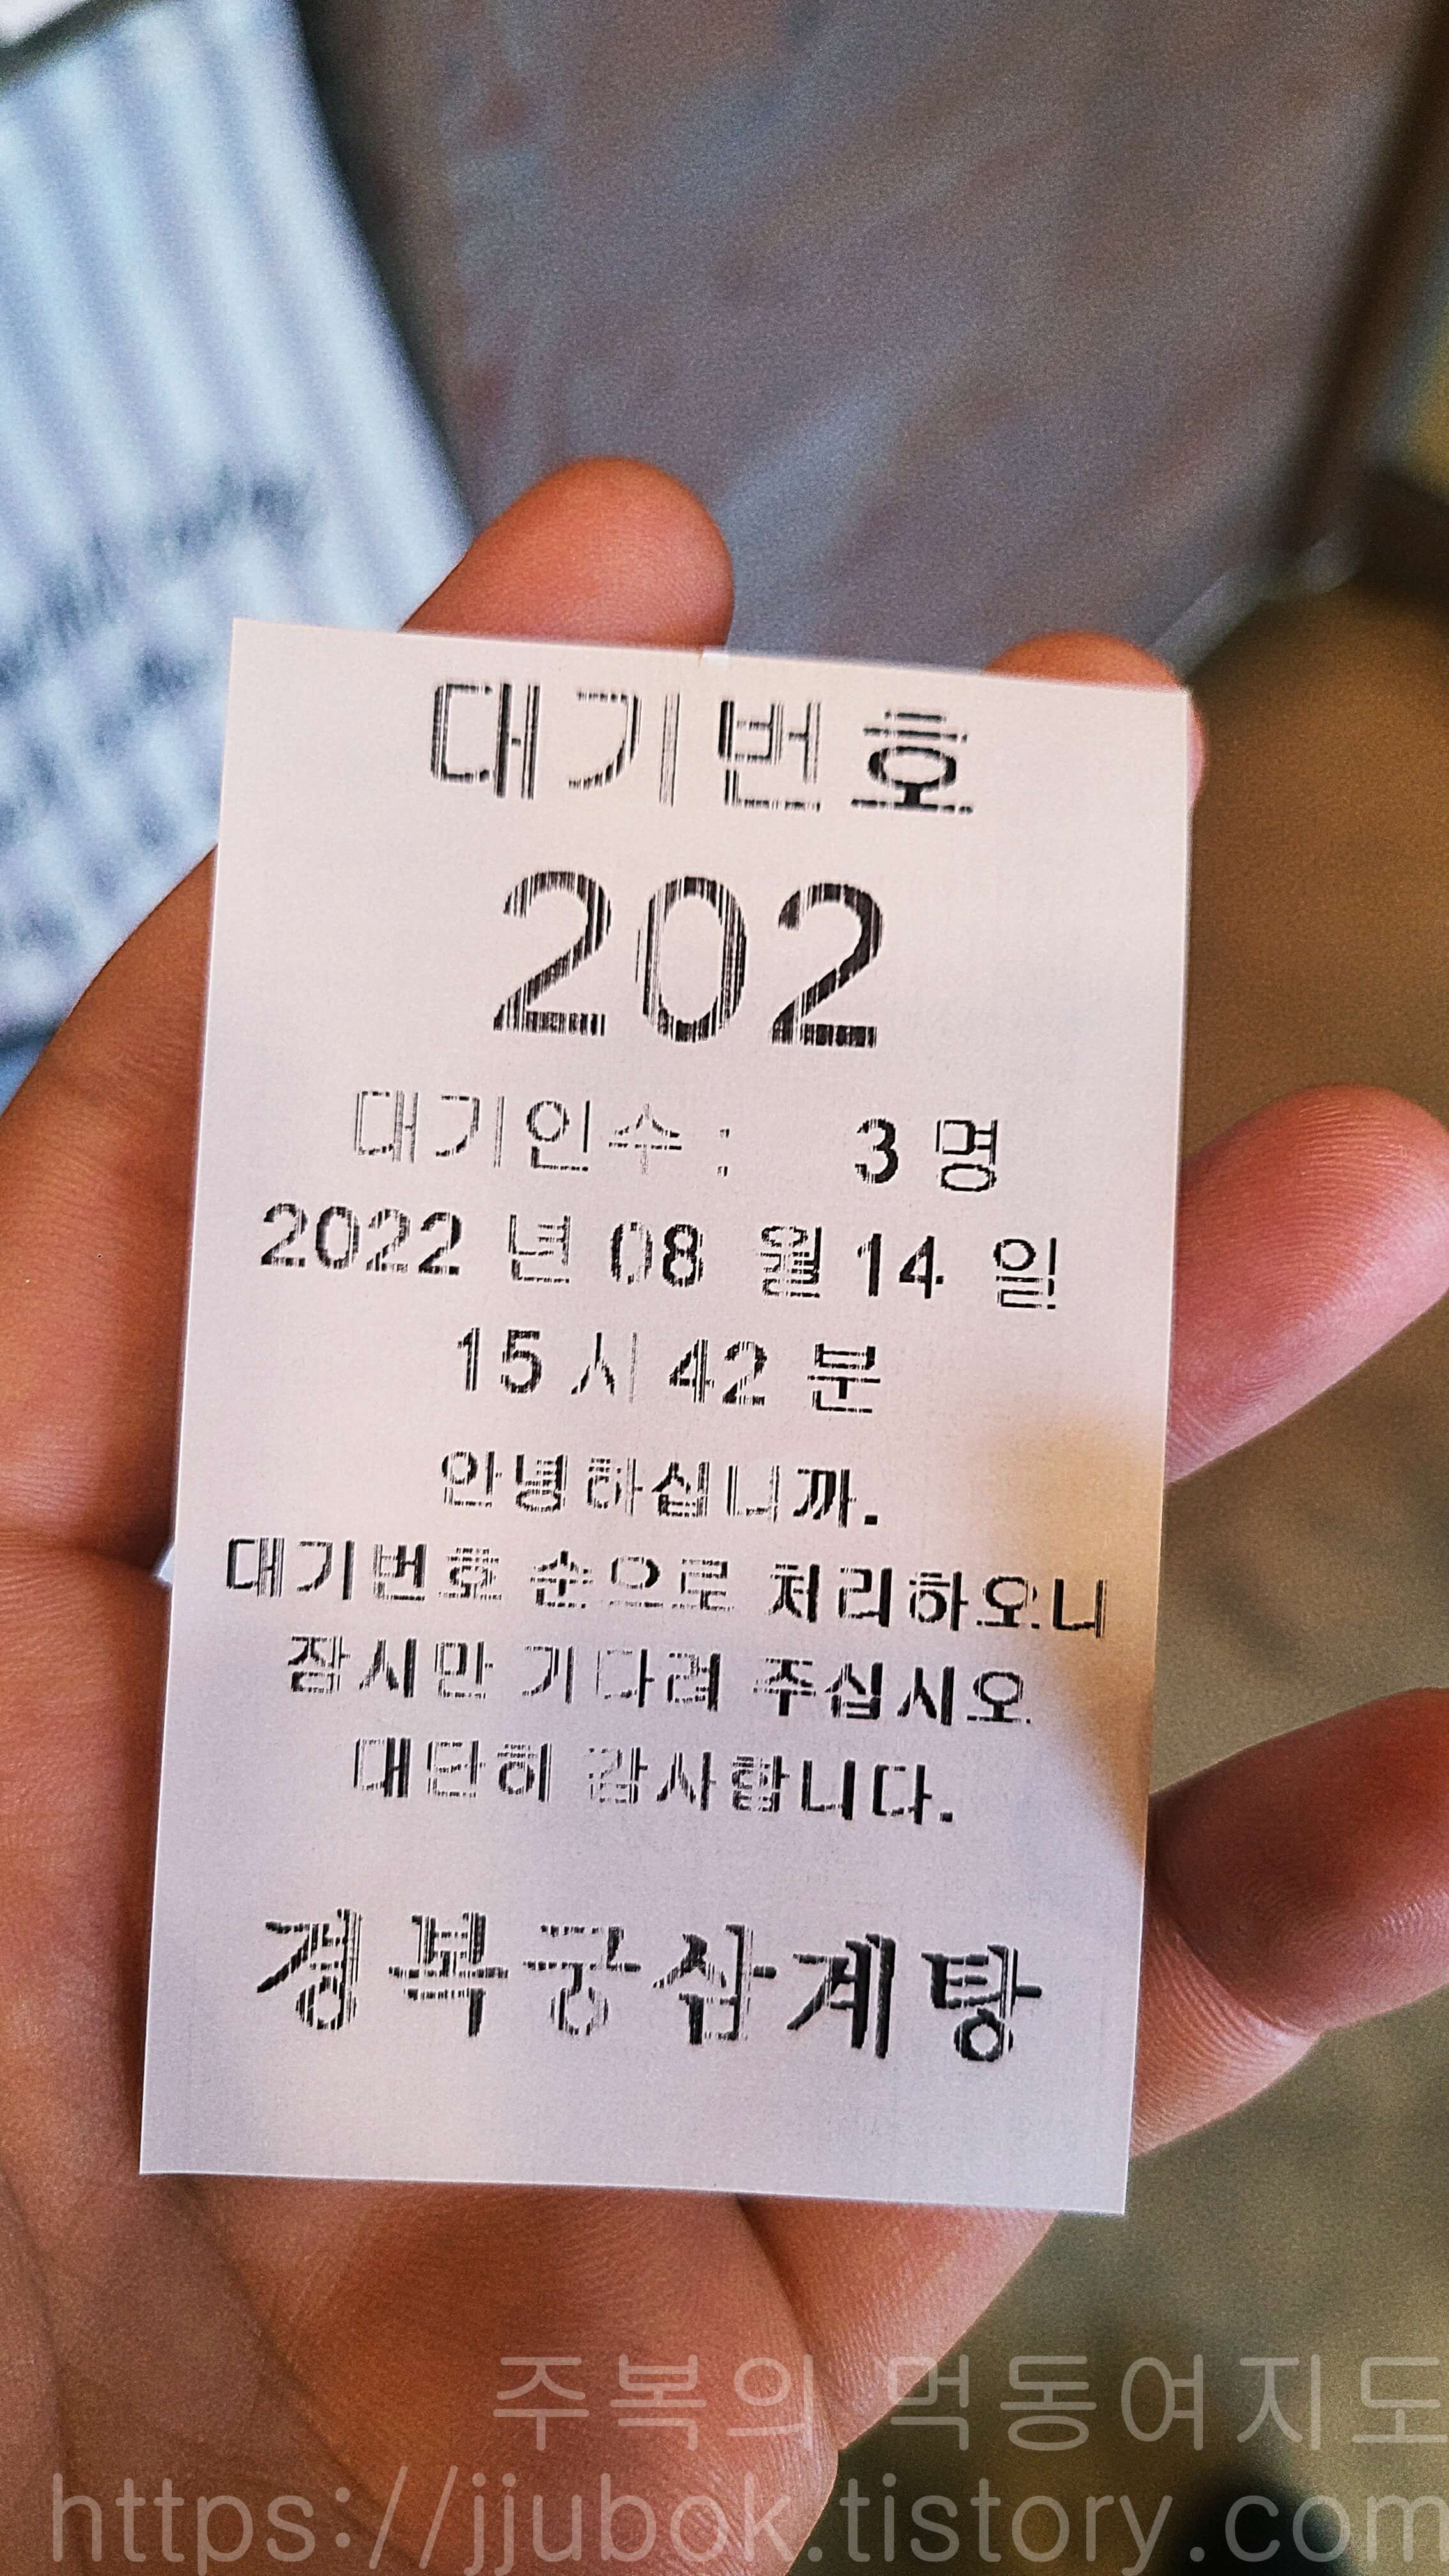 대기번호
202
대기인수 : 3 명
2022 년 08 월 14 일
15 시 42 분
안녕하십니까.
대기번호 순으로 처리하오니
잠시만 기다려 주십시오
대단히 감사합니다.
경복궁삼계탕
주복의 먹동여지도
https://jjubok.tistory.com